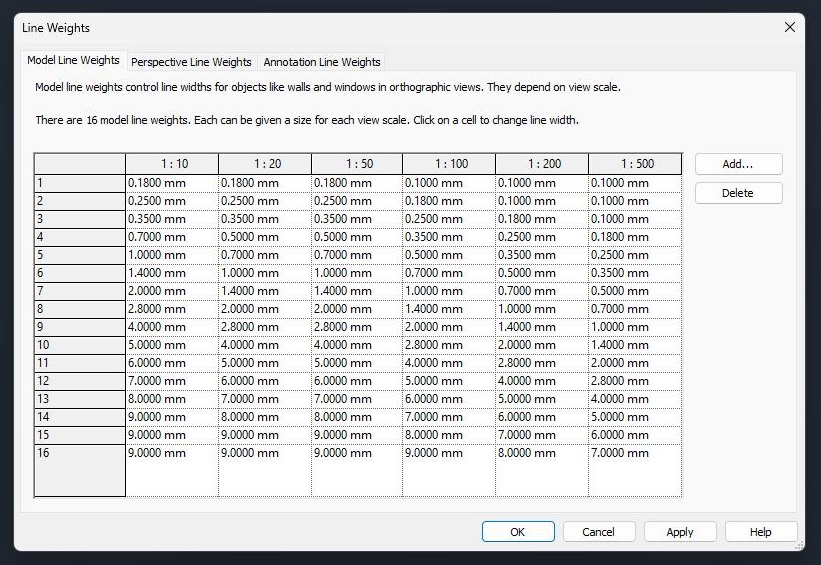 Line Weights
Model Line Weights Perspective Line Weights Annotation Line Weights
Model line weights control line widths for objects like walls and windows in orthographic views. They depend on view scale.
There are 16 model line weights. Each can be given a size for each view scale. Click on a cell to change line width.
1 : 10 1 : 20 1 : 50 1 : 100 1 : 200 1 : 500 Add...
1 0.1800 mm 0.1800 mm 0.1800 mm 0.1000 mm 0.1000 mm 0.1000 mm
2 0.2500 mm 0.2500 mm 0.2500 mm 0.1800 mm 0.1000 mm 0.1000 mm Delete
3 0.3500 mm 0.3500 mm 0.3500 mm 0.2500 mm 0.1800 mm 0.1000 mm
4 0.7000 mm 0.5000 mm 0.5000 mm 0.3500 mm 0.2500 mm 0.1800 mm
5 1.0000 mm 0.7000 mm 0.7000 mm 0.5000 mm 0.3500 mm 0.2500 mm
6 1.4000 mm 1.0000 mm 1.0000 mm 0.7000 mm 0.5000 mm 0.3500 mm
7 2.0000 mm 1.4000 mm 1.4000 mm 1.0000 mm 0.7000 mm 0.5000 mm
8 2.8000 mm 2.0000 mm 2.0000 mm 1.4000 mm 1.0000 mm 0.7000 mm
9 4.0000 mm 2.8000 mm 2.8000 mm 2.0000 mm 1.4000 mm 1.0000 mm
10 5.0000 mm 4.0000 mm 4.0000 mm 2.8000 mm 2.0000 mm 1.4000 mm
11 6.0000 mm 5.0000 mm 5.0000 mm 4.0000 mm 2.8000 mm 2.0000 mm
12 7.0000 mm 6.0000 mm 6.0000 mm 5.0000 mm 4.0000 mm 2.8000 mm
13 8.0000 mm 7.0000 mm 7.0000 mm 6.0000 mm 5.0000 mm 4.0000 mm
14 9.0000 mm 8.0000 mm 8.0000 mm 7.0000 mm 6.0000 mm 5.0000 mm
15 9.0000 mm 9.0000 mm 9.0000 mm 8.0000 mm 7.0000 mm 6.0000 mm
16 9.0000 mm 9.0000 mm 9.0000 mm 9.0000 mm 8.0000 mm 7.0000 mm
OK Cancel Apply Help